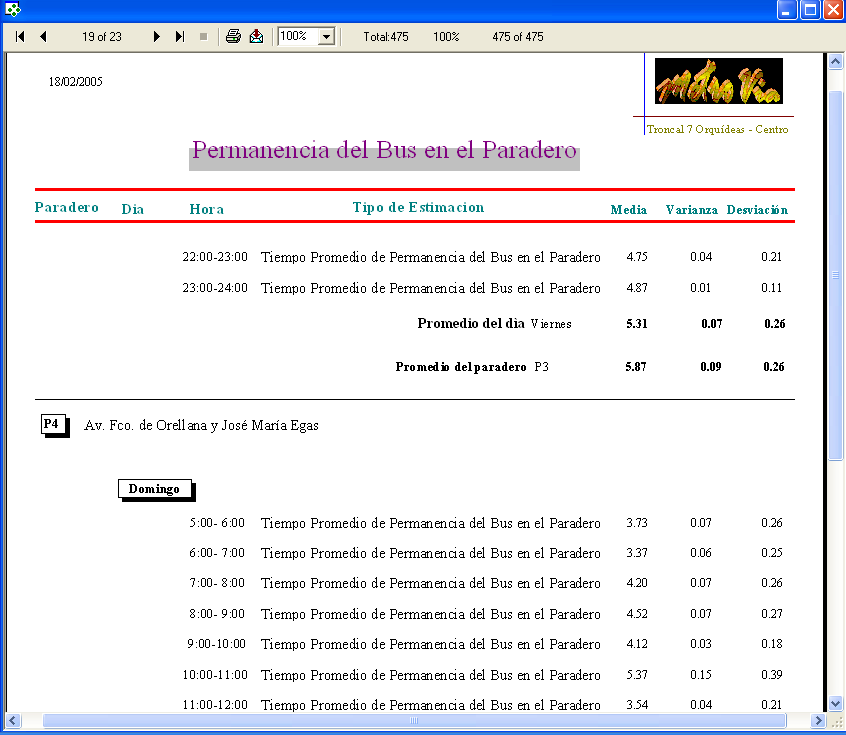 19 of 23 100% Total:475 100% 475 of 475
18/02/2005
Metro Via
Troncal 7 Orquídeas - Centro
Permanencia del Bus en el Paradero
Paradero Dia Hora Tipo de Estimacion Media Varianza Desviación
22:00-23:00 Tiempo Promedio de Permanencia del Bus en el Paradero 4.75 0.04 0.21
23:00-24:00 Tiempo Promedio de Permanencia del Bus en el Paradero 4.87 0.01 0.11
Promedio del dia Viernes 5.31 0.07 0.26
Promedio del paradero P3 5.87 0.09 0.26
P4 Av. Fco. de Orellana y José María Egas
Domingo
5:00- 6:00 Tiempo Promedio de Permanencia del Bus en el Paradero 3.73 0.07 0.26
6:00- 7:00 Tiempo Promedio de Permanencia del Bus en el Paradero 3.37 0.06 0.25
7:00- 8:00 Tiempo Promedio de Permanencia del Bus en el Paradero 4.20 0.07 0.26
8:00- 9:00 Tiempo Promedio de Permanencia del Bus en el Paradero 4.52 0.07 0.27
9:00-10:00 Tiempo Promedio de Permanencia del Bus en el Paradero 4.12 0.03 0.18
10:00-11:00 Tiempo Promedio de Permanencia del Bus en el Paradero 5.37 0.15 0.39
11:00-12:00 Tiempo Promedio de Permanencia del Bus en el Paradero 3.54 0.04 0.21